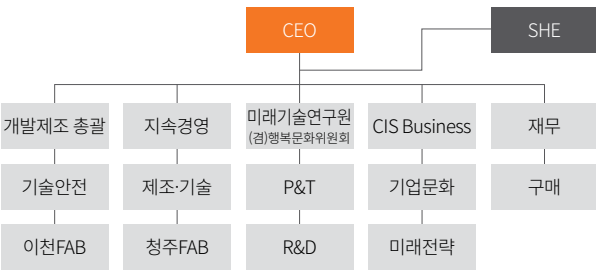 CEO
SHE
개발제조 총괄
지속경영
미래기술연구원
(겸)행복문화위원회
CIS Business
재무
기술안전
제조·기술
P&T
기업문화
구매
이천FAB
청주FAB
R&D
미래전략